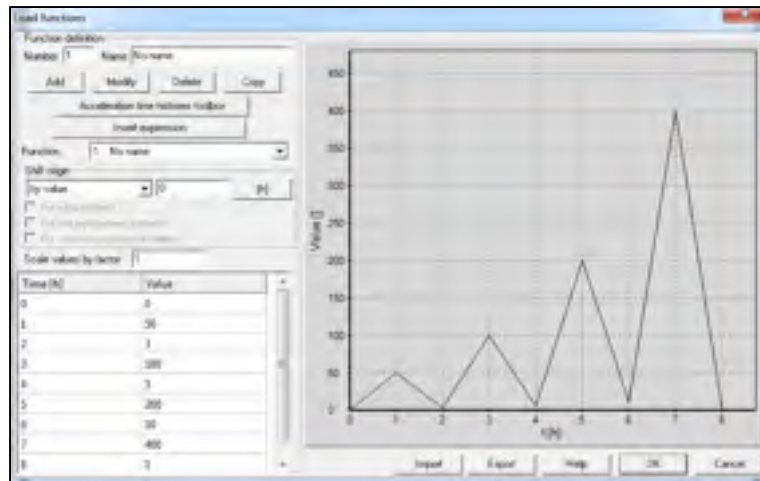 Load functions
Function definition
Number 1 Name No name
Add Modify Delete Copy
Acceleration time histories toolbox
Insert expression
Function: 1 No name
Shift origin
by value 0 [h]
Scale values by factor 1
Time [h] Value
0 0
1 50
2
3 100
4
5 200
6 10
7 400
8
Value []
450
400
350
300
250
200
150
100
50
0
0 1 2 3 4 5 6 7 8
t [h]
Import Export Help OK Cancel